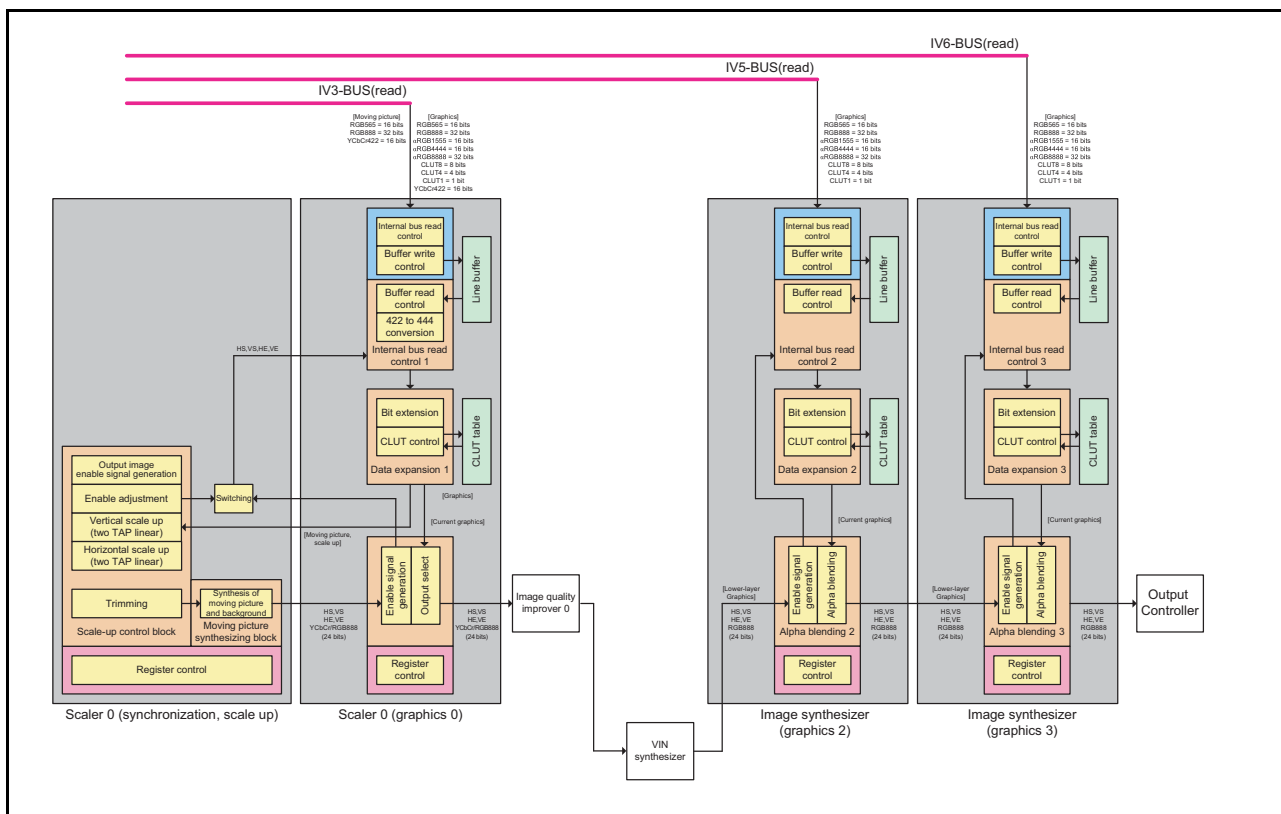 IV6-BUS(read)
IV5-BUS(read)
IV3-BUS(read)
[Moving picture]
RGB565 = 16 bits
RGB888 = 32 bits
YCbCr422 = 16 bits
[Graphics]
RGB565 = 16 bits
RGB888 = 32 bits
αRGB1555 = 16 bits
αRGB4444 = 16 bits
αRGB8888 = 32 bits
CLUT8 = 8 bits
CLUT4 = 4 bits
CLUT1 = 1 bit
YCbCr422 = 16 bits
[Graphics]
RGB565 = 16 bits
RGB888 = 32 bits
αRGB1555 = 16 bits
αRGB4444 = 16 bits
αRGB8888 = 32 bits
CLUT8 = 8 bits
CLUT4 = 4 bits
CLUT1 = 1 bit
[Graphics]
RGB565 = 16 bits
RGB888 = 32 bits
αRGB1555 = 16 bits
αRGB4444 = 16 bits
αRGB8888 = 32 bits
CLUT8 = 8 bits
CLUT4 = 4 bits
CLUT1 = 1 bit
HS,VS,HE,VE
Output image
enable signal generation
Enable adjustment
Vertical scale up
(two TAP linear)
Horizontal scale up
(two TAP linear)
Trimming
Scale-up control block
Switching
Synthesis of
moving picture
and background
Moving picture
synthesizing block
Register control
Scaler 0 (synchronization, scale up)
Internal bus read
control
Buffer write
control
Line buffer
Buffer read
control
422 to 444
conversion
Internal bus read
control 1
Bit extension
CLUT control
CLUT table
Data expansion 1
[Graphics]
[Current graphics]
[Moving picture,
scale up]
Enable signal
generation
Output select
HS,VS
HE,VE
YCbCr/RGB888
(24 bits)
HS,VS
HE,VE
YCbCr/RGB888
(24 bits)
Register
control
Scaler 0 (graphics 0)
Image quality
improver 0
VIN
synthesizer
Internal bus read
control
Buffer write
control
Line buffer
Buffer read
control
Internal bus read
control 2
Bit extension
CLUT control
CLUT table
Data expansion 2
[Current graphics]
[Lower-layer
Graphics]
HS,VS
HE,VE
RGB888
(24 bits)
Enable signal
generation
Alpha blending
Alpha blending 2
HS,VS
HE,VE
RGB888
(24 bits)
Register
control
Image synthesizer
(graphics 2)
Internal bus read
control
Buffer write
control
Line buffer
Buffer read
control
Internal bus read
control 3
Bit extension
CLUT control
CLUT table
Data expansion 3
[Current graphics]
[Lower-layer
Graphics]
HS,VS
HE,VE
RGB888
(24 bits)
Enable signal
generation
Alpha blending
Alpha blending 3
HS,VS
HE,VE
RGB888
(24 bits)
Register
control
Image synthesizer
(graphics 3)
Output
Controller